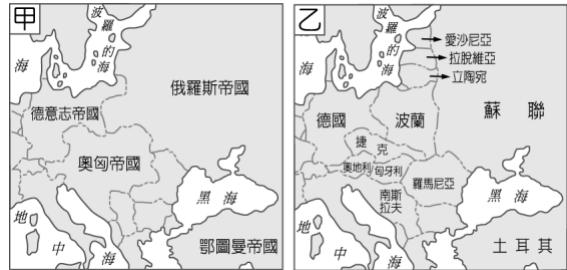 甲
波羅的海
海
俄羅斯帝國
德意志帝國
奧匈帝國
黑海
地中海
海
鄂圖曼帝國
乙
波羅的海
愛沙尼亞
拉脫維亞
立陶宛
海
蘇聯
德國
波蘭
捷克
奧地利
匈牙利
羅馬尼亞
南斯拉夫
黑海
地中海
海
土耳其